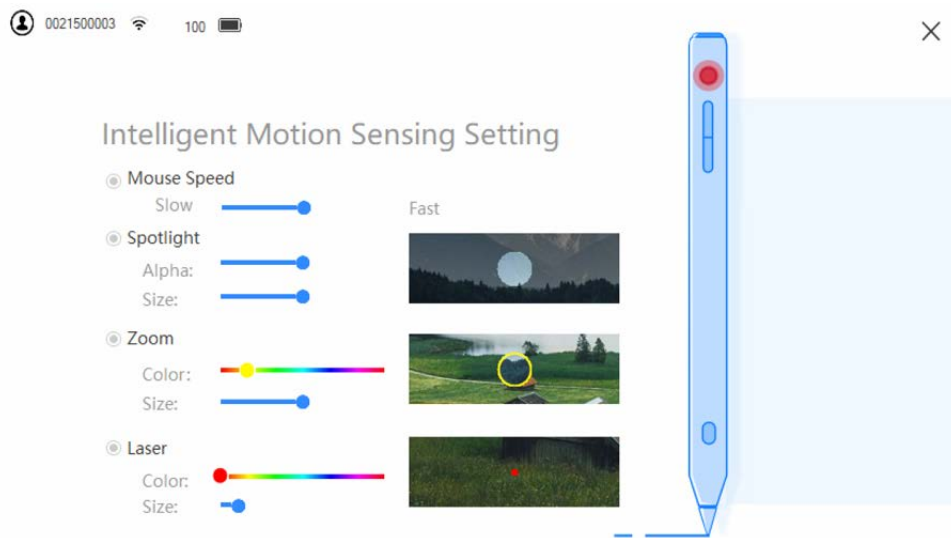 0021500003
100
Intelligent Motion Sensing Setting
Mouse Speed
Slow Fast
Spotlight
Alpha:
Size:
Zoom
Color:
Size:
Laser
Color:
Size: